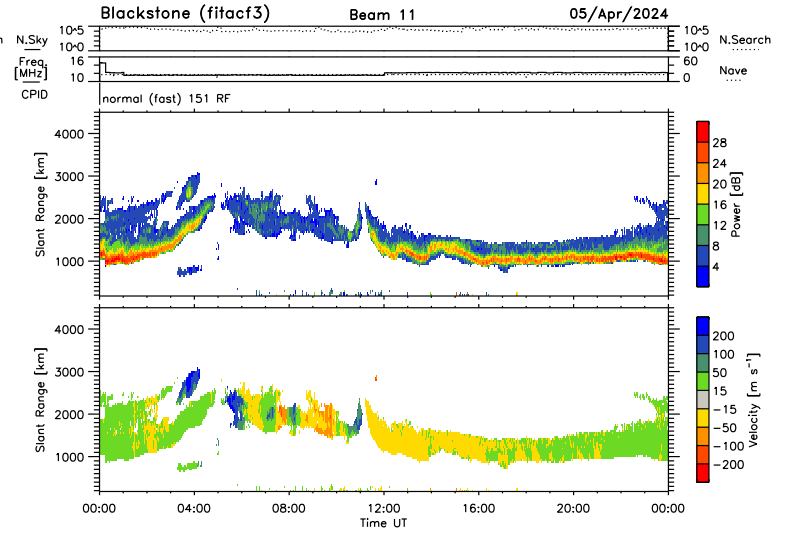 Blackstone (fitacf3) Beam 11 05/Apr/2024
N.Sky 10^5 10^0 10^5 10^0 N.Search
Freq. [MHz] 16 10 60 0 Nave
CPID normal (fast) 151 RF
Slant Range [km]
4000
3000
2000
1000
28
24
20
16
12
8
4
Power [dB]
Slant Range [km]
4000
3000
2000
1000
200
100
50
15
-15
-50
-100
-200
Velocity [m s⁻¹]
00:00 04:00 08:00 12:00 16:00 20:00 00:00
Time UT